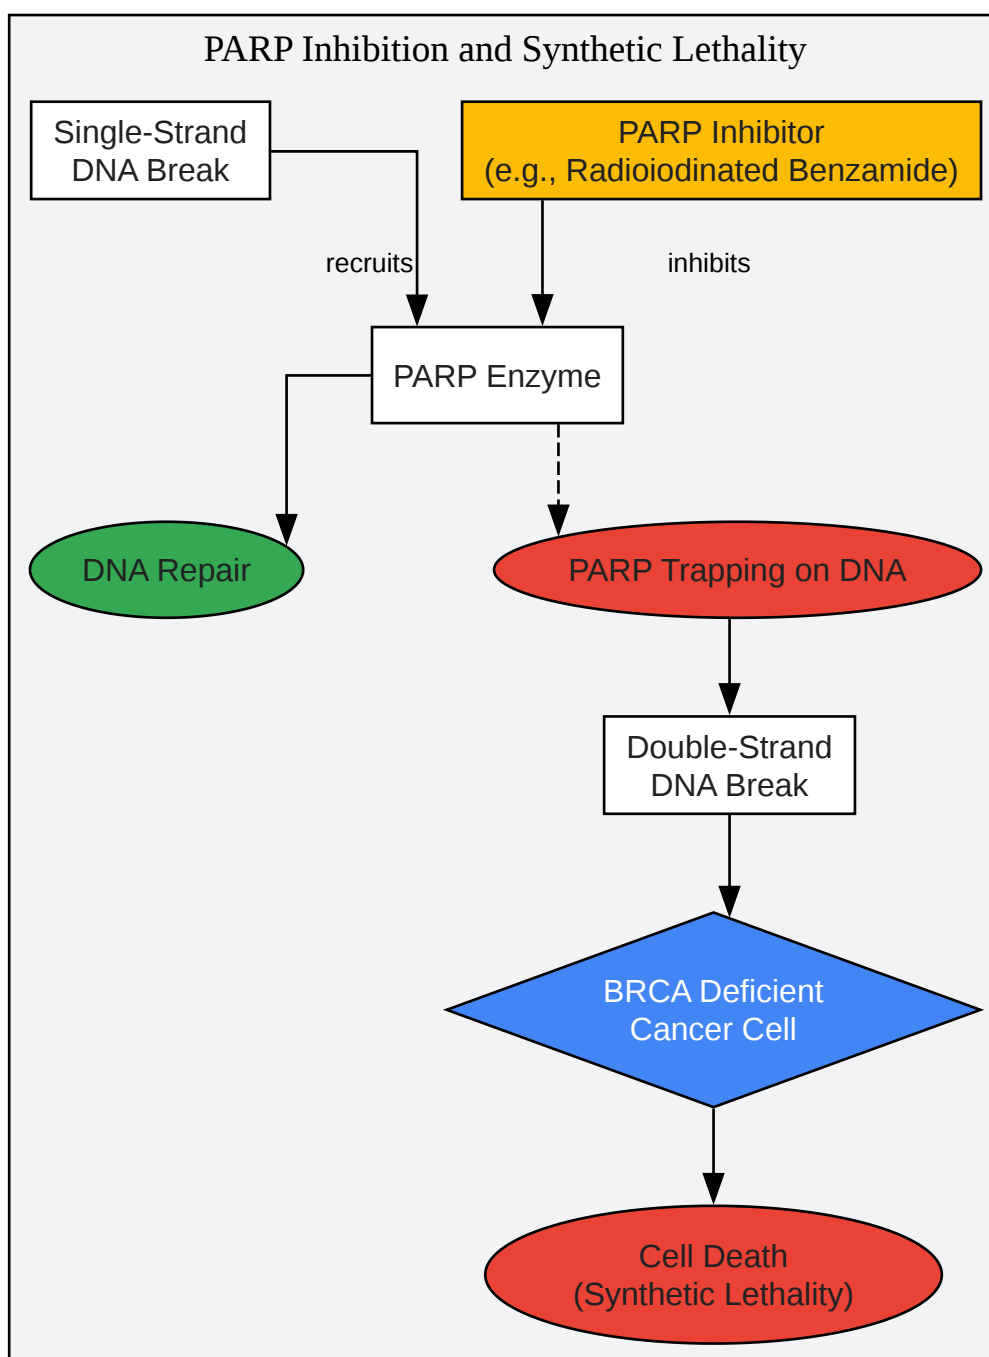 PARP Inhibition and Synthetic Lethality
Single-Strand
DNA Break
PARP Inhibitor
(e.g., Radioiodinated Benzamide)
recruits
inhibits
PARP Enzyme
DNA Repair
PARP Trapping on DNA
Double-Strand
DNA Break
BRCA Deficient
Cancer Cell
Cell Death
(Synthetic Lethality)